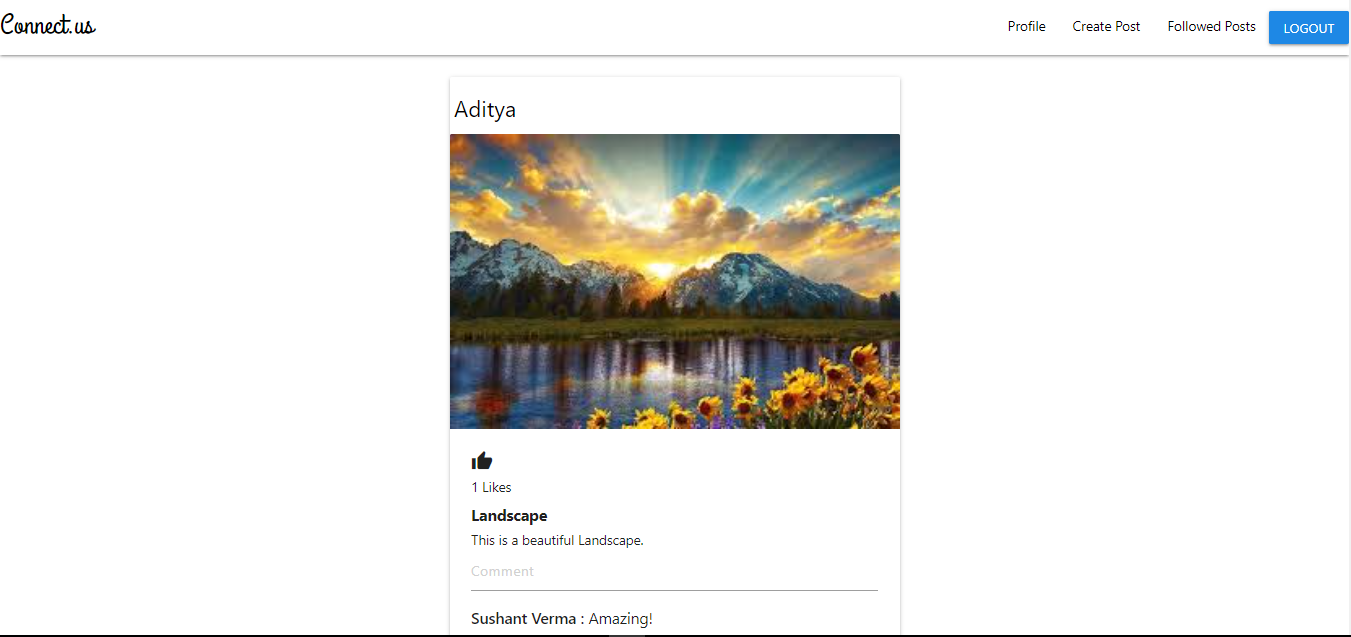 Connect.us
Profile Create Post Followed Posts LOGOUT
Aditya
1 Likes
Landscape
This is a beautiful Landscape.
Comment
Sushant Verma : Amazing!